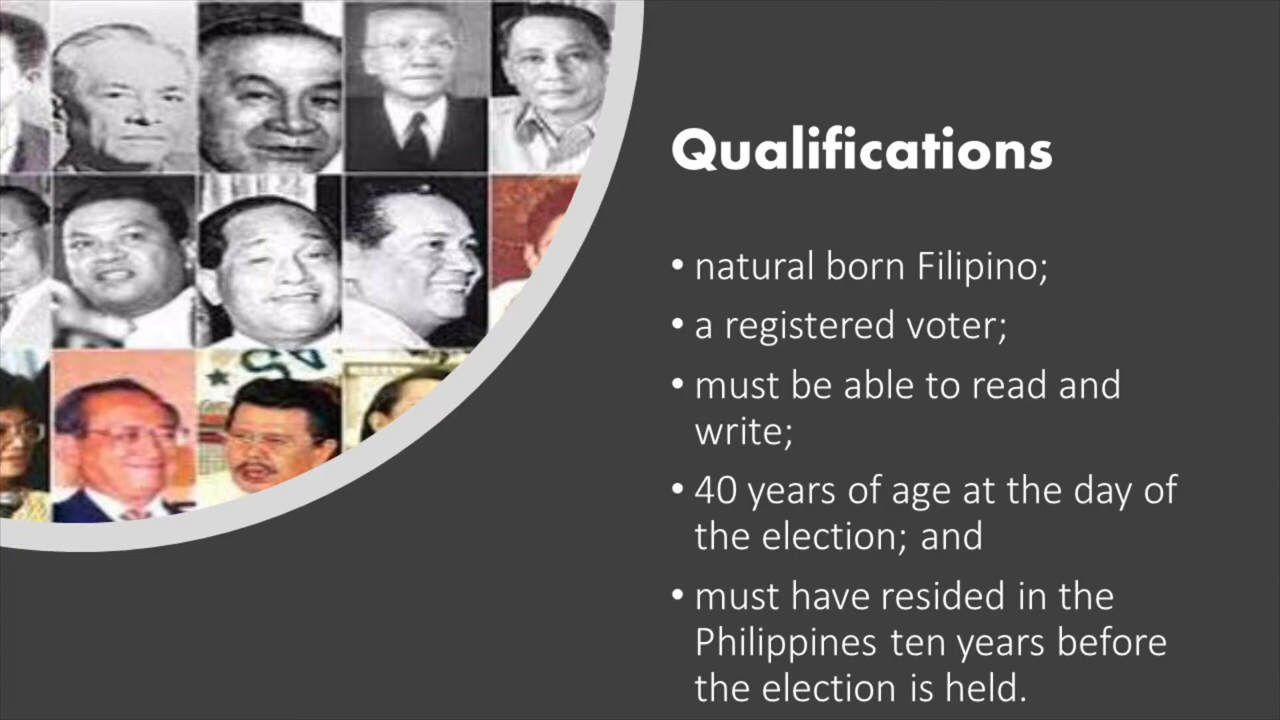 Qualifications
• natural born Filipino;
• a registered voter;
• must be able to read and
write;
• 40 years of age at the day of
the election; and
• must have resided in the
Philippines ten years before
the election is held.